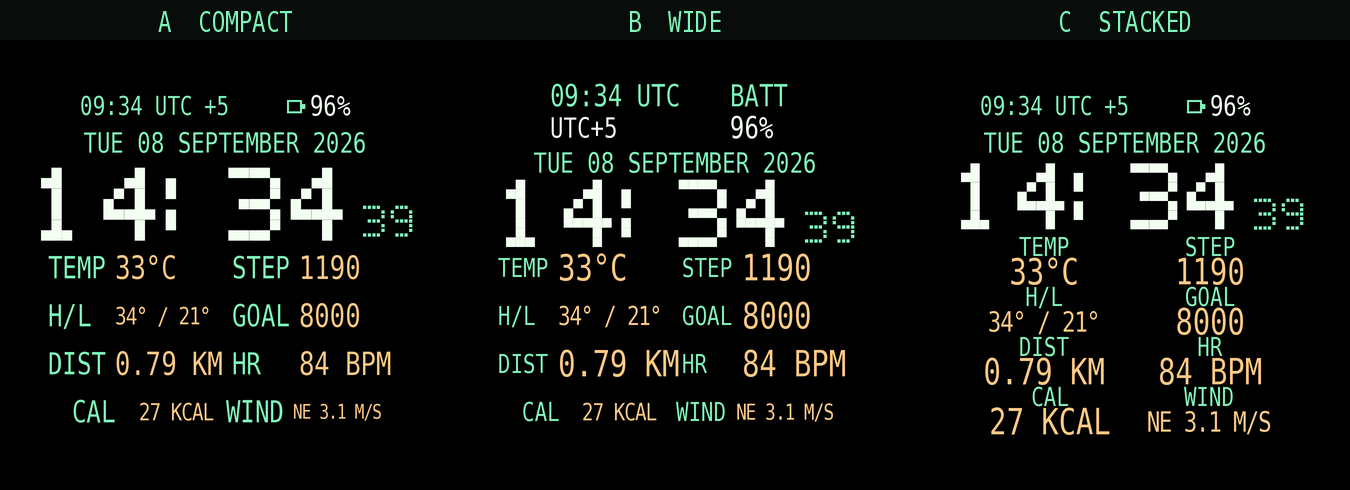 A COMPACT
09:34 UTC +5 96%
TUE 08 SEPTEMBER 2026
14:34 39
TEMP 33°C STEP 1190
H/L 34° / 21° GOAL 8000
DIST 0.79 KM HR 84 BPM
CAL 27 KCAL WIND NE 3.1 M/S
B WIDE
09:34 UTC BATT
UTC+5 96%
TUE 08 SEPTEMBER 2026
14:34 39
TEMP 33°C STEP 1190
H/L 34° / 21° GOAL 8000
DIST 0.79 KM HR 84 BPM
CAL 27 KCAL WIND NE 3.1 M/S
C STACKED
09:34 UTC +5 96%
TUE 08 SEPTEMBER 2026
14:34 39
TEMP STEP
33°C 1190
H/L GOAL
34° / 21° 8000
DIST HR
0.79 KM 84 BPM
CAL WIND
27 KCAL NE 3.1 M/S